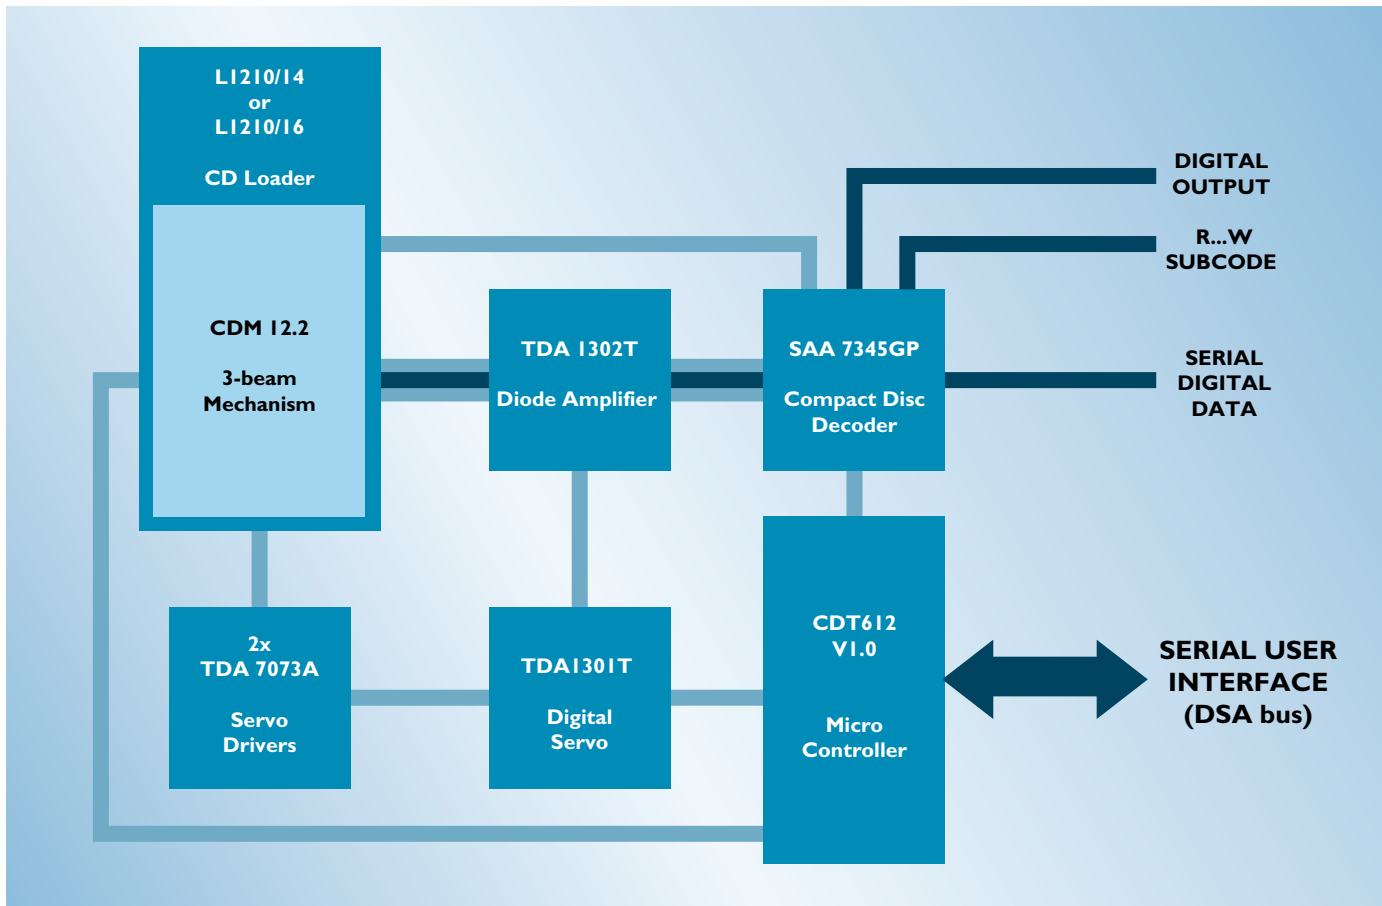 L1210/14
or
L1210/16
CD Loader
CDM 12.2
3-beam
Mechanism
TDA 1302T
Diode Amplifier
SAA 7345GP
Compact Disc
Decoder
DIGITAL
OUTPUT
R...W
SUBCODE
SERIAL
DIGITAL
DATA
2x
TDA 7073A
Servo
Drivers
TDA1301T
Digital
Servo
CDT612
V1.0
Micro
Controller
SERIAL USER
INTERFACE
(DSA bus)